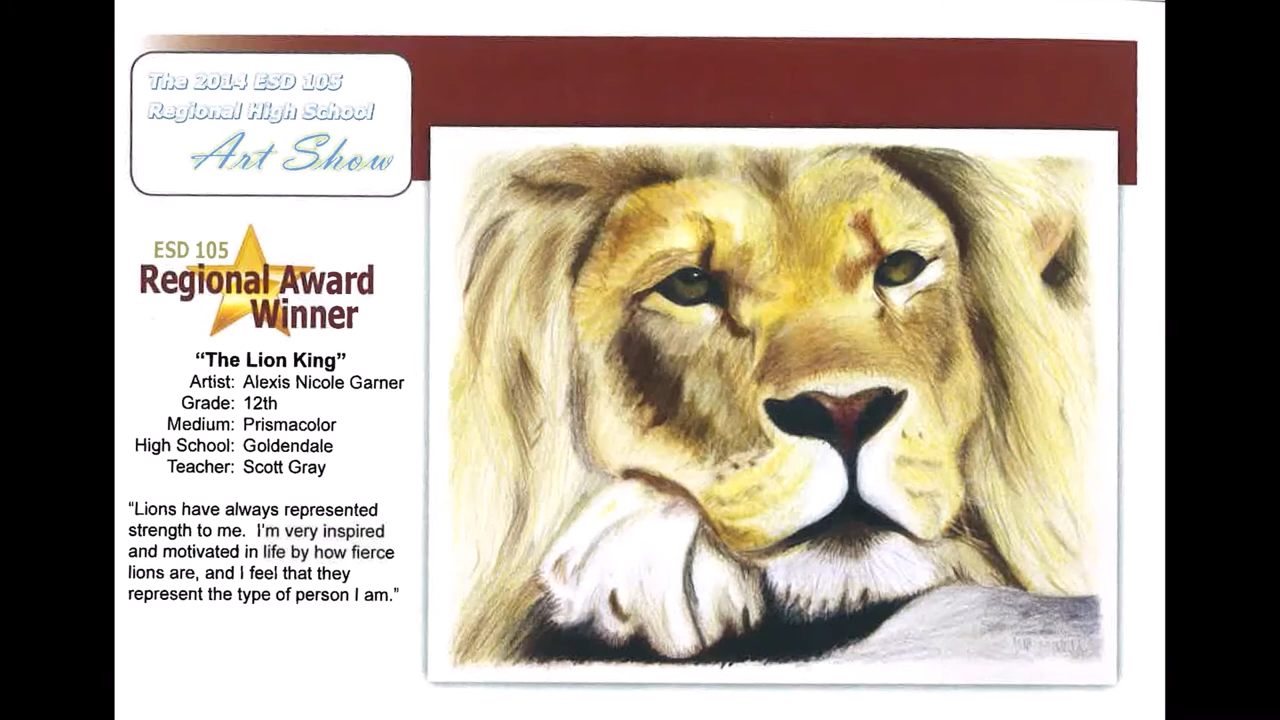 The 2014 ESD 105
Regional High School
Art Show
ESD 105
Regional Award
Winner
“The Lion King”
Artist: Alexis Nicole Garner
Grade: 12th
Medium: Prismacolor
High School: Goldendale
Teacher: Scott Gray
“Lions have always represented
strength to me.  I'm very inspired
and motivated in life by how fierce
lions are, and I feel that they
represent the type of person I am.”